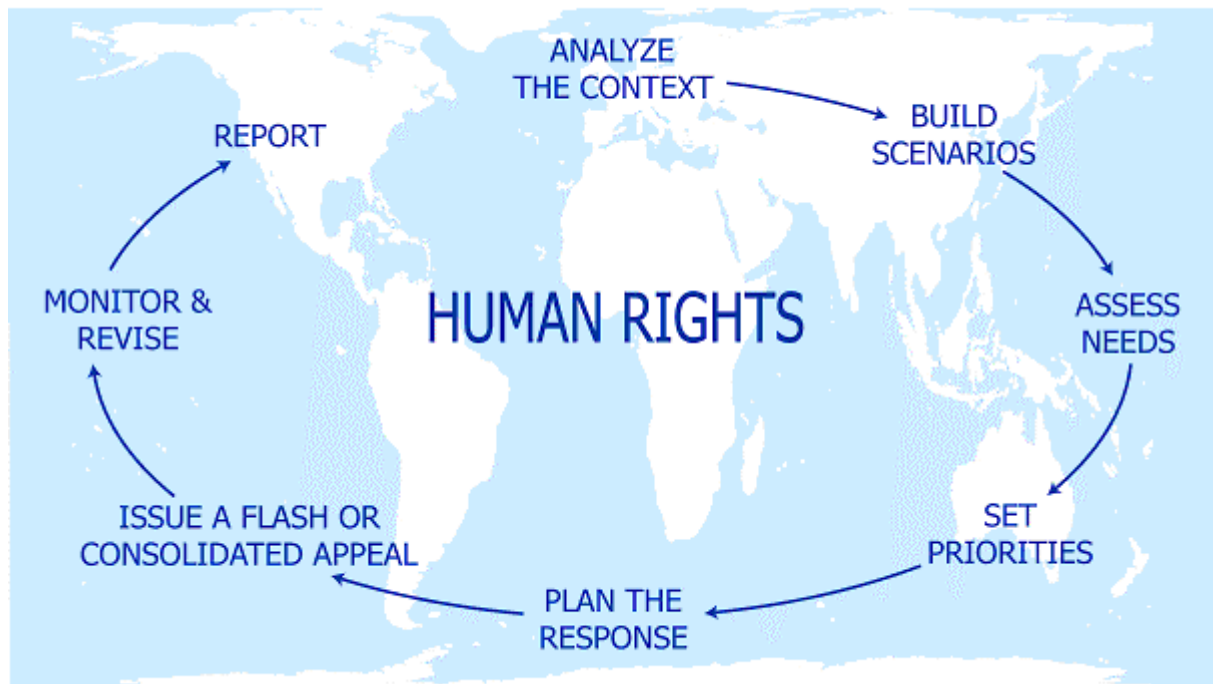 ANALYZE
THE CONTEXT
BUILD
SCENARIOS
ASSESS
NEEDS
SET
PRIORITIES
PLAN THE
RESPONSE
ISSUE A FLASH OR
CONSOLIDATED APPEAL
MONITOR &
REVISE
REPORT
HUMAN RIGHTS